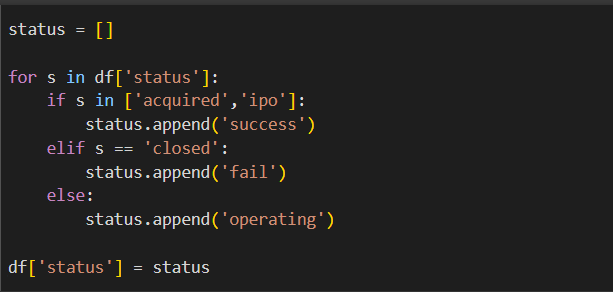 status = []
for s in df['status']:
    if s in ['acquired','ipo']:
        status.append('success')
    elif s == 'closed':
        status.append('fail')
    else:
        status.append('operating')
df['status'] = status